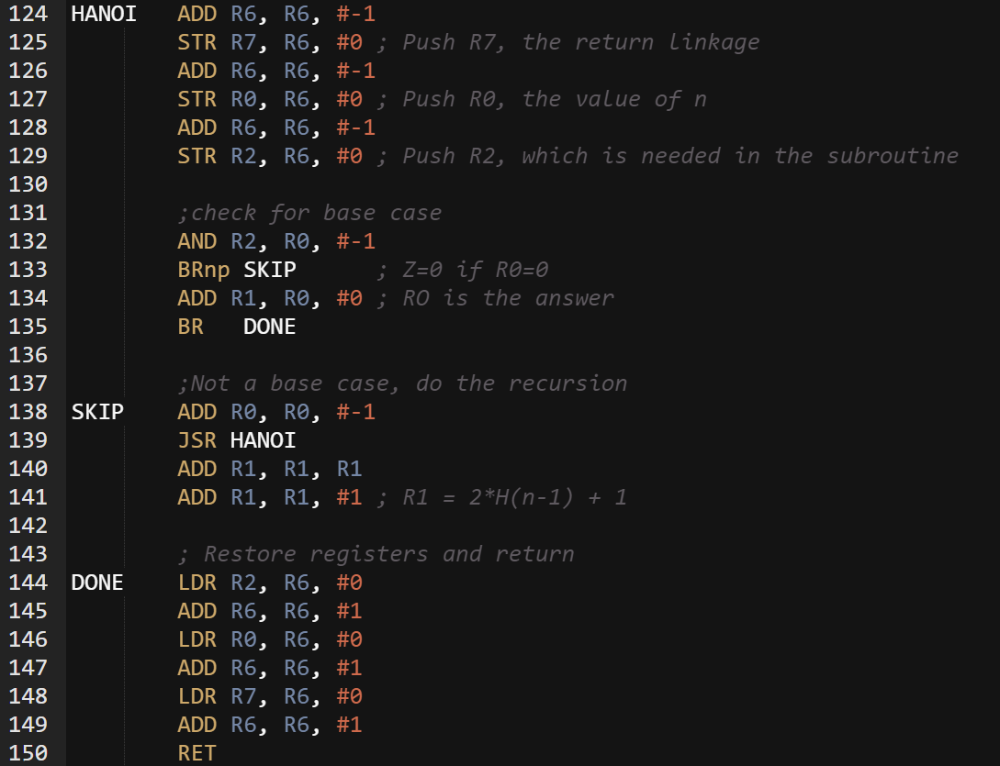 124 HANOI   ADD R6, R6, #-1
125         STR R7, R6, #0 ; Push R7, the return linkage
126         ADD R6, R6, #-1
127         STR R0, R6, #0 ; Push R0, the value of n
128         ADD R6, R6, #-1
129         STR R2, R6, #0 ; Push R2, which is needed in the subroutine
130
131         ;check for base case
132         AND R2, R0, #-1
133         BRnp SKIP      ; Z=0 if R0=0
134         ADD R1, R0, #0 ; RO is the answer
135         BR   DONE
136
137         ;Not a base case, do the recursion
138 SKIP    ADD R0, R0, #-1
139         JSR HANOI
140         ADD R1, R1, R1
141         ADD R1, R1, #1 ; R1 = 2*H(n-1) + 1
142
143         ; Restore registers and return
144 DONE    LDR R2, R6, #0
145         ADD R6, R6, #1
146         LDR R0, R6, #0
147         ADD R6, R6, #1
148         LDR R7, R6, #0
149         ADD R6, R6, #1
150         RET